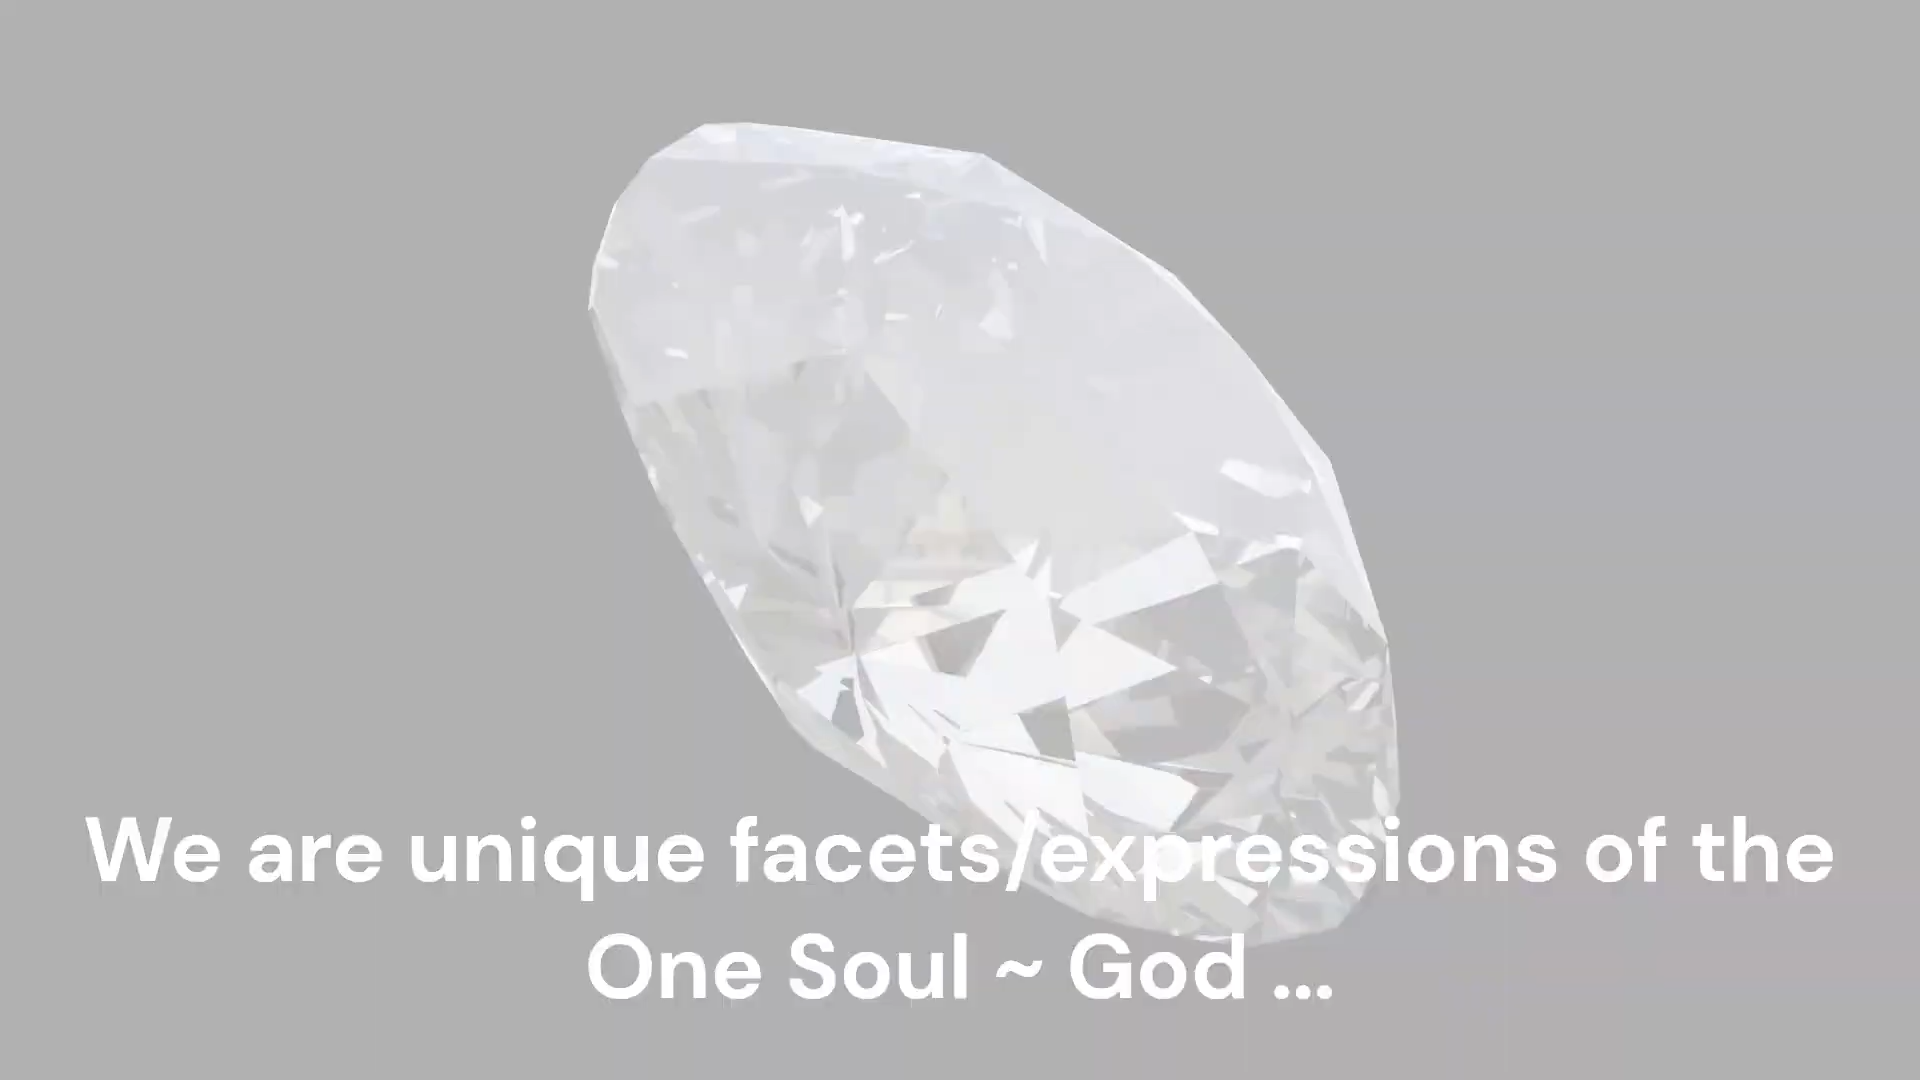 We are unique facets/expressions of the
One Soul ~ God ...